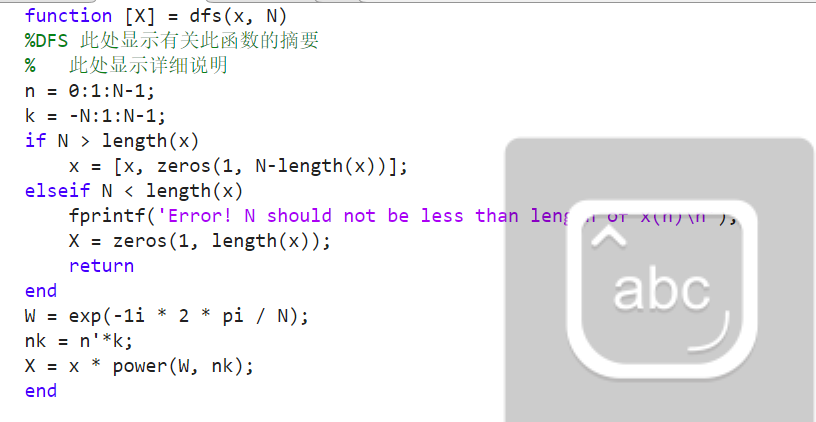 function [X] = dfs(x, N)
%DFS 此处显示有关此函数的摘要
%   此处显示详细说明
n = 0:1:N-1;
k = -N:1:N-1;
if N > length(x)
    x = [x, zeros(1, N-length(x))];
elseif N < length(x)
    fprintf('Error! N should not be less than length of x(n)\n');
    X = zeros(1, length(x));
    return
end
W = exp(-1i * 2 * pi / N);
nk = n'*k;
X = x * power(W, nk);
end
abc